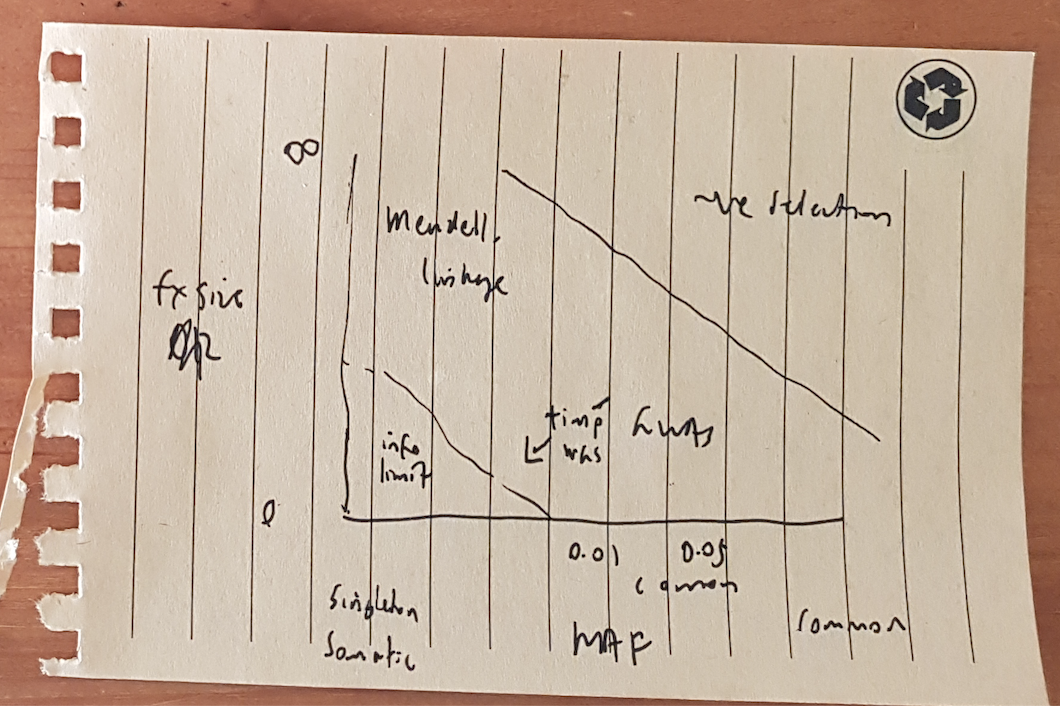 ∞
-ve selection
Mendell.
linkage
fx size
OR
timp
was
GWAS
info
limit
0
0.01
0.05
common
singleton
somatic
MAF
common